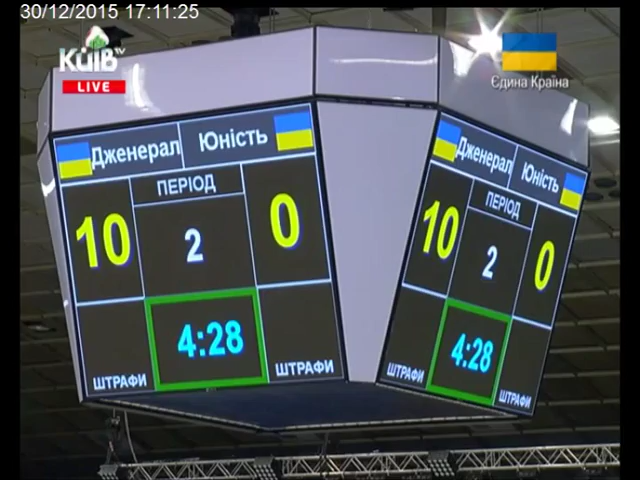 30/12/2015 17:11:25
КиЇВ TV
LIVE
Єдина Країна
Дженерал Юність
ПЕРІОД
10 2 0
4:28
ШТРАФИ ШТРАФИ
Дженерал Юність
ПЕРІОД
10 2 0
4:28
ШТРАФИ ШТРАФИ